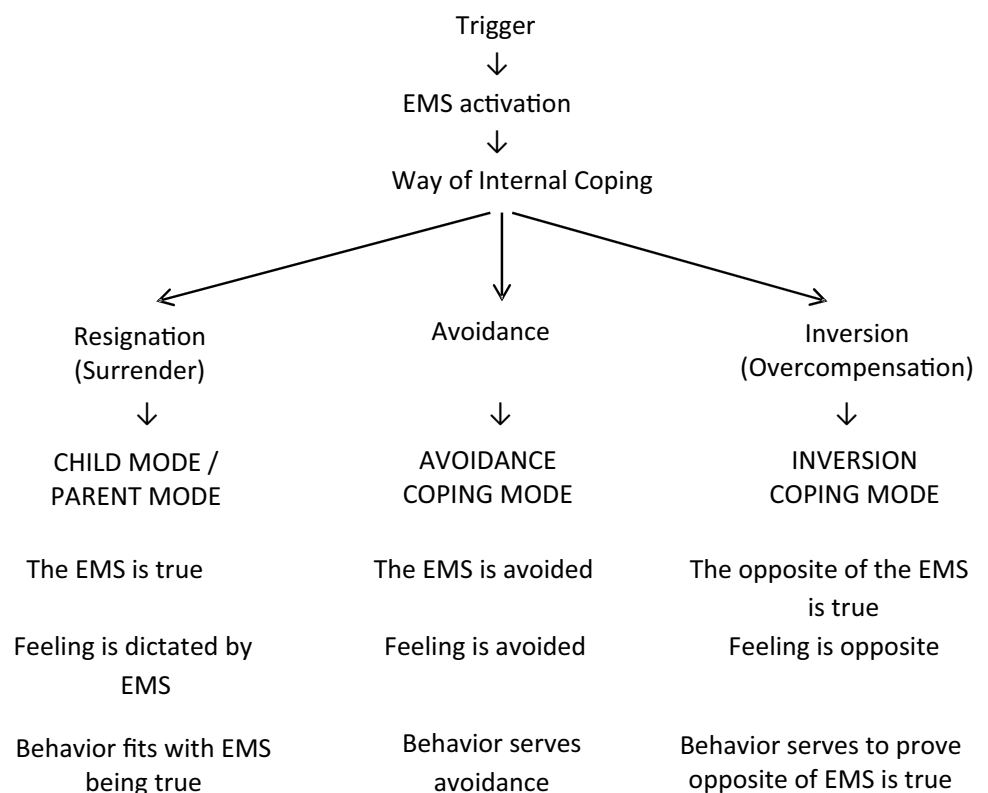 Trigger
↓
EMS activation
↓
Way of Internal Coping
Resignation
(Surrender)
↓
CHILD MODE /
PARENT MODE
The EMS is true
Feeling is dictated by
EMS
Behavior fits with EMS
being true
Avoidance
↓
AVOIDANCE
COPING MODE
The EMS is avoided
Feeling is avoided
Behavior serves
avoidance
Inversion
(Overcompensation)
↓
INVERSION
COPING MODE
The opposite of the EMS
is true
Feeling is opposite
Behavior serves to prove
opposite of EMS is true